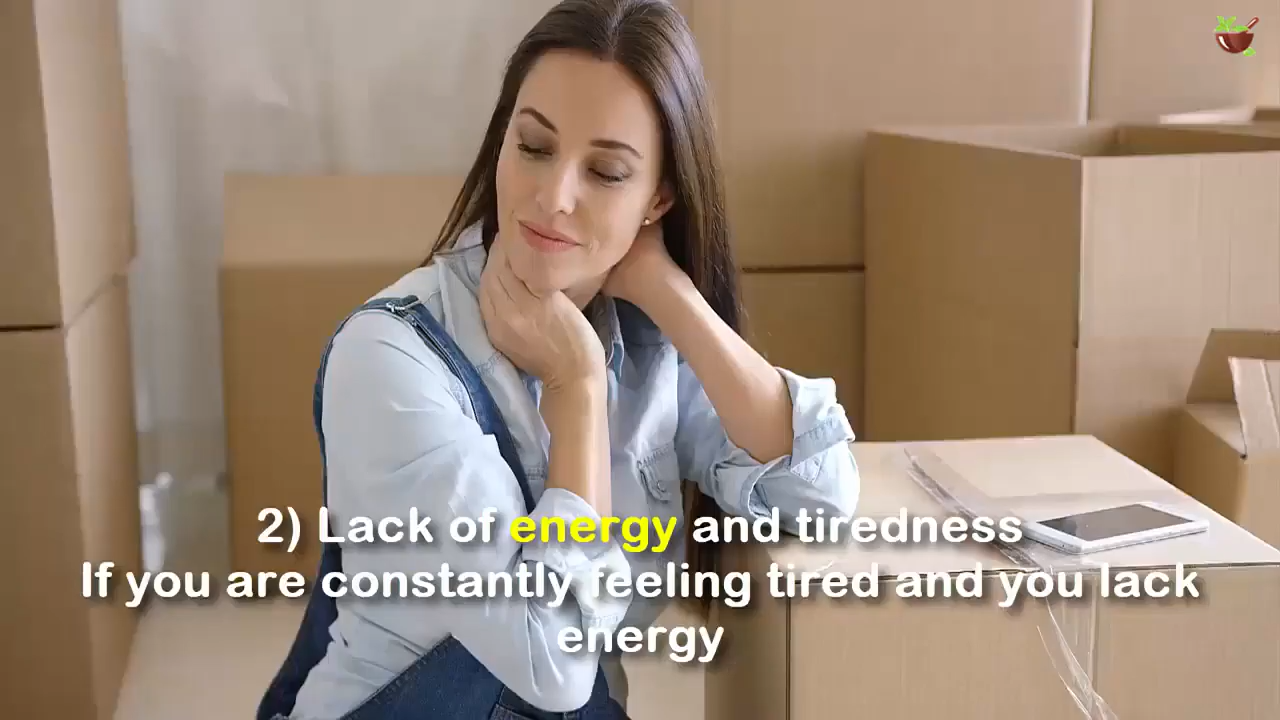 2) Lack of energy and tiredness
If you are constantly feeling tired and you lack
energy